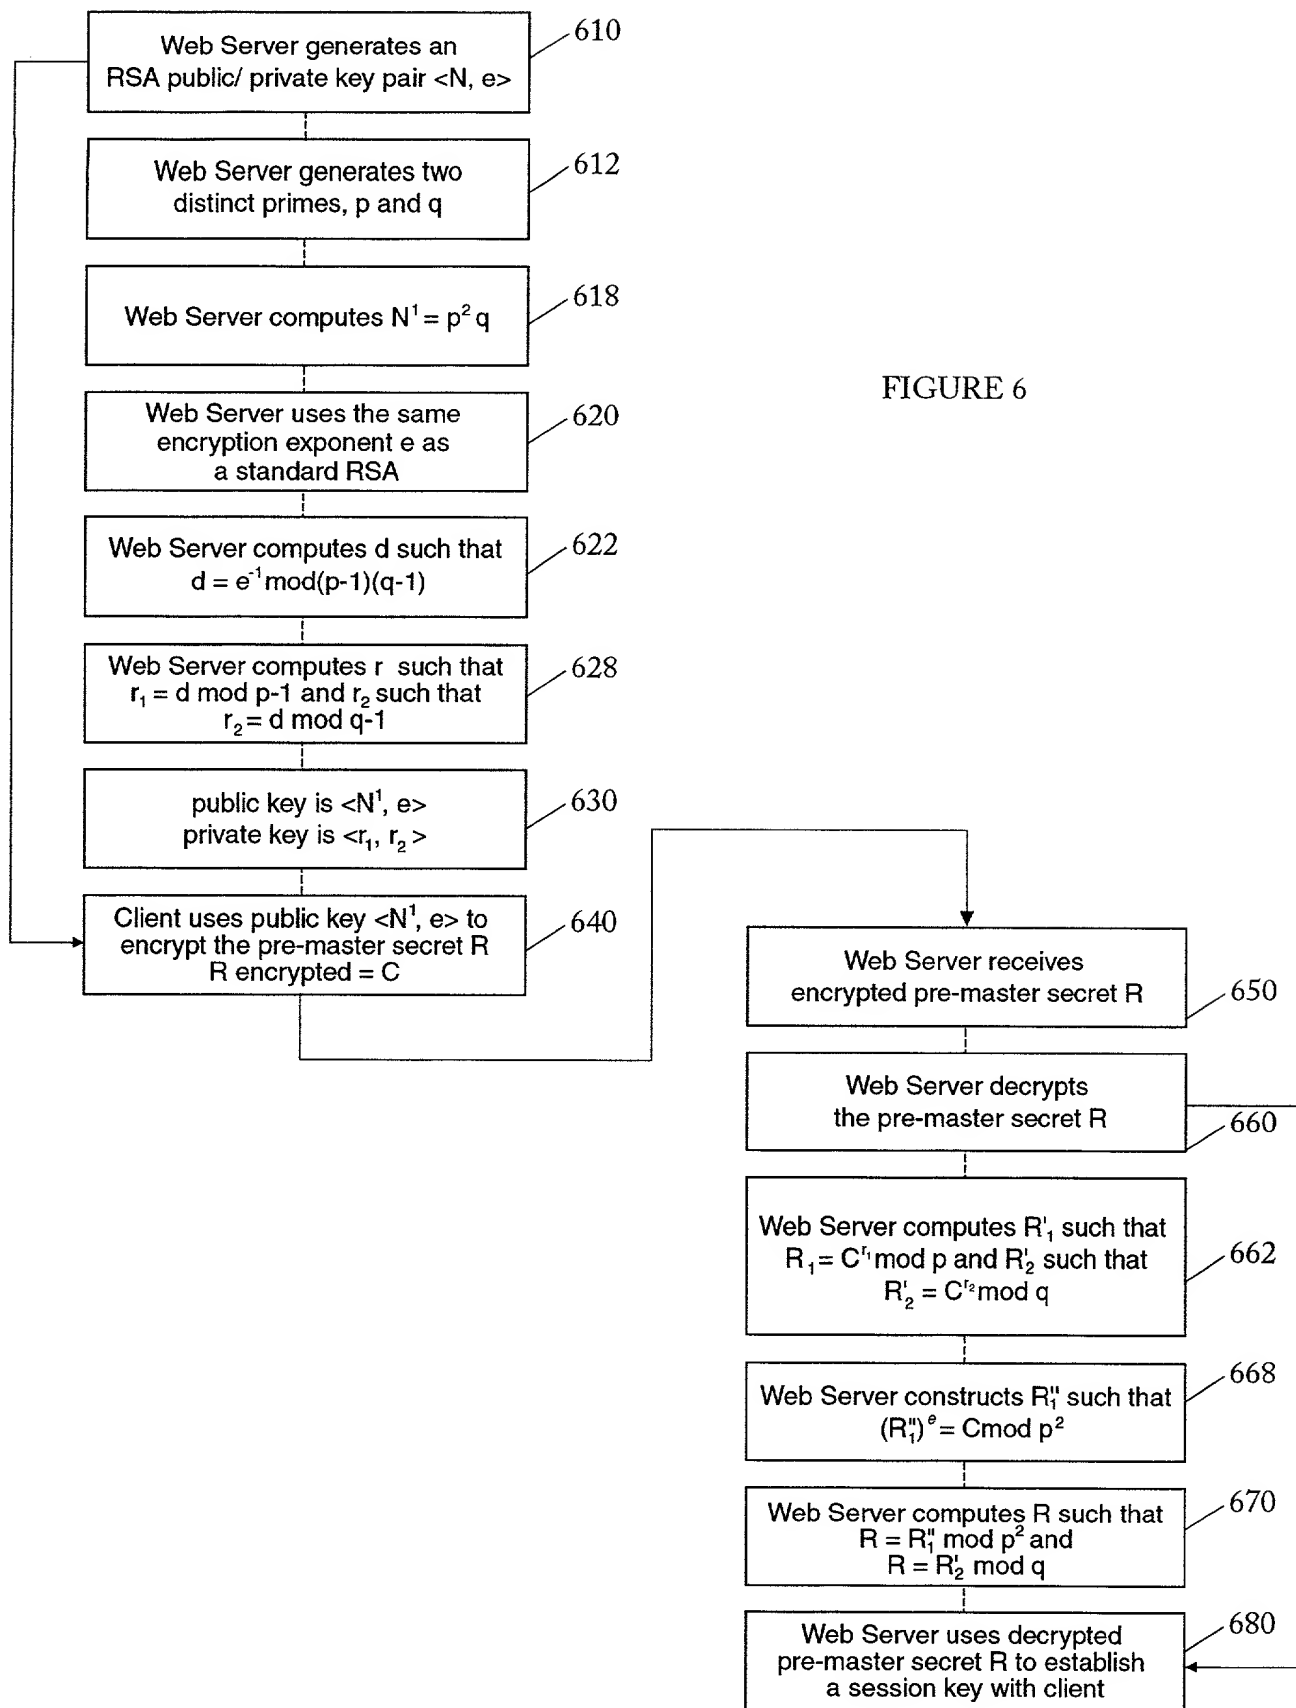 Web Server generates an
RSA public/ private key pair <N, e>
610
Web Server generates two
distinct primes, p and q
612
Web Server computes N¹ = p² q
618
FIGURE 6
Web Server uses the same
encryption exponent e as
a standard RSA
620
Web Server computes d such that
d = e⁻¹ mod(p-1)(q-1)
622
Web Server computes r such that
r₁ = d mod p-1 and r₂ such that
r₂ = d mod q-1
628
public key is <N¹, e>
private key is <r₁, r₂ >
630
Client uses public key <N¹, e> to
encrypt the pre-master secret R
R encrypted = C
640
Web Server receives
encrypted pre-master secret R
650
Web Server decrypts
the pre-master secret R
660
Web Server computes R'₁ such that
R₁ = C^r₁ mod p and R'₂ such that
R'₂ = C^r₂ mod q
662
Web Server constructs R₁" such that
(R₁")^e = Cmod p²
668
Web Server computes R such that
R = R₁" mod p² and
R = R'₂ mod q
670
Web Server uses decrypted
pre-master secret R to establish
a session key with client
680